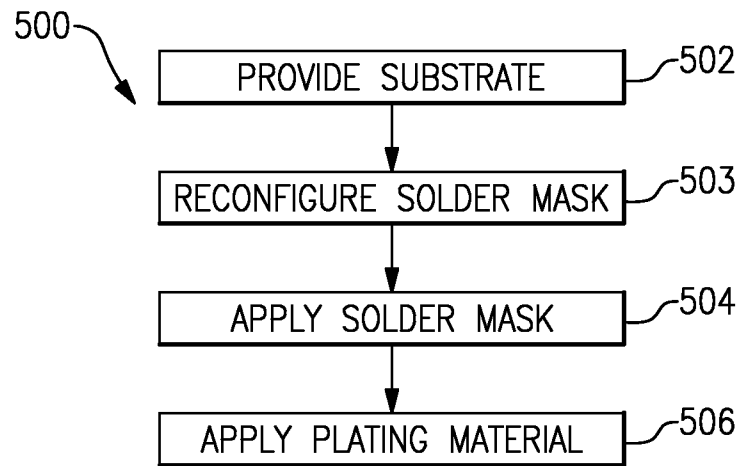 500
PROVIDE SUBSTRATE 502
RECONFIGURE SOLDER MASK 503
APPLY SOLDER MASK 504
APPLY PLATING MATERIAL 506